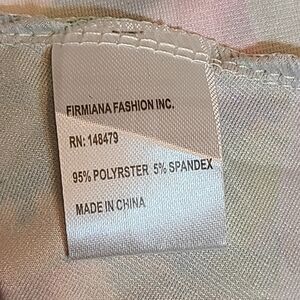 FIRMIANA FASHION INC.
RN: 148479
95% POLYRSTER 5% SPANDEX
MADE IN CHINA